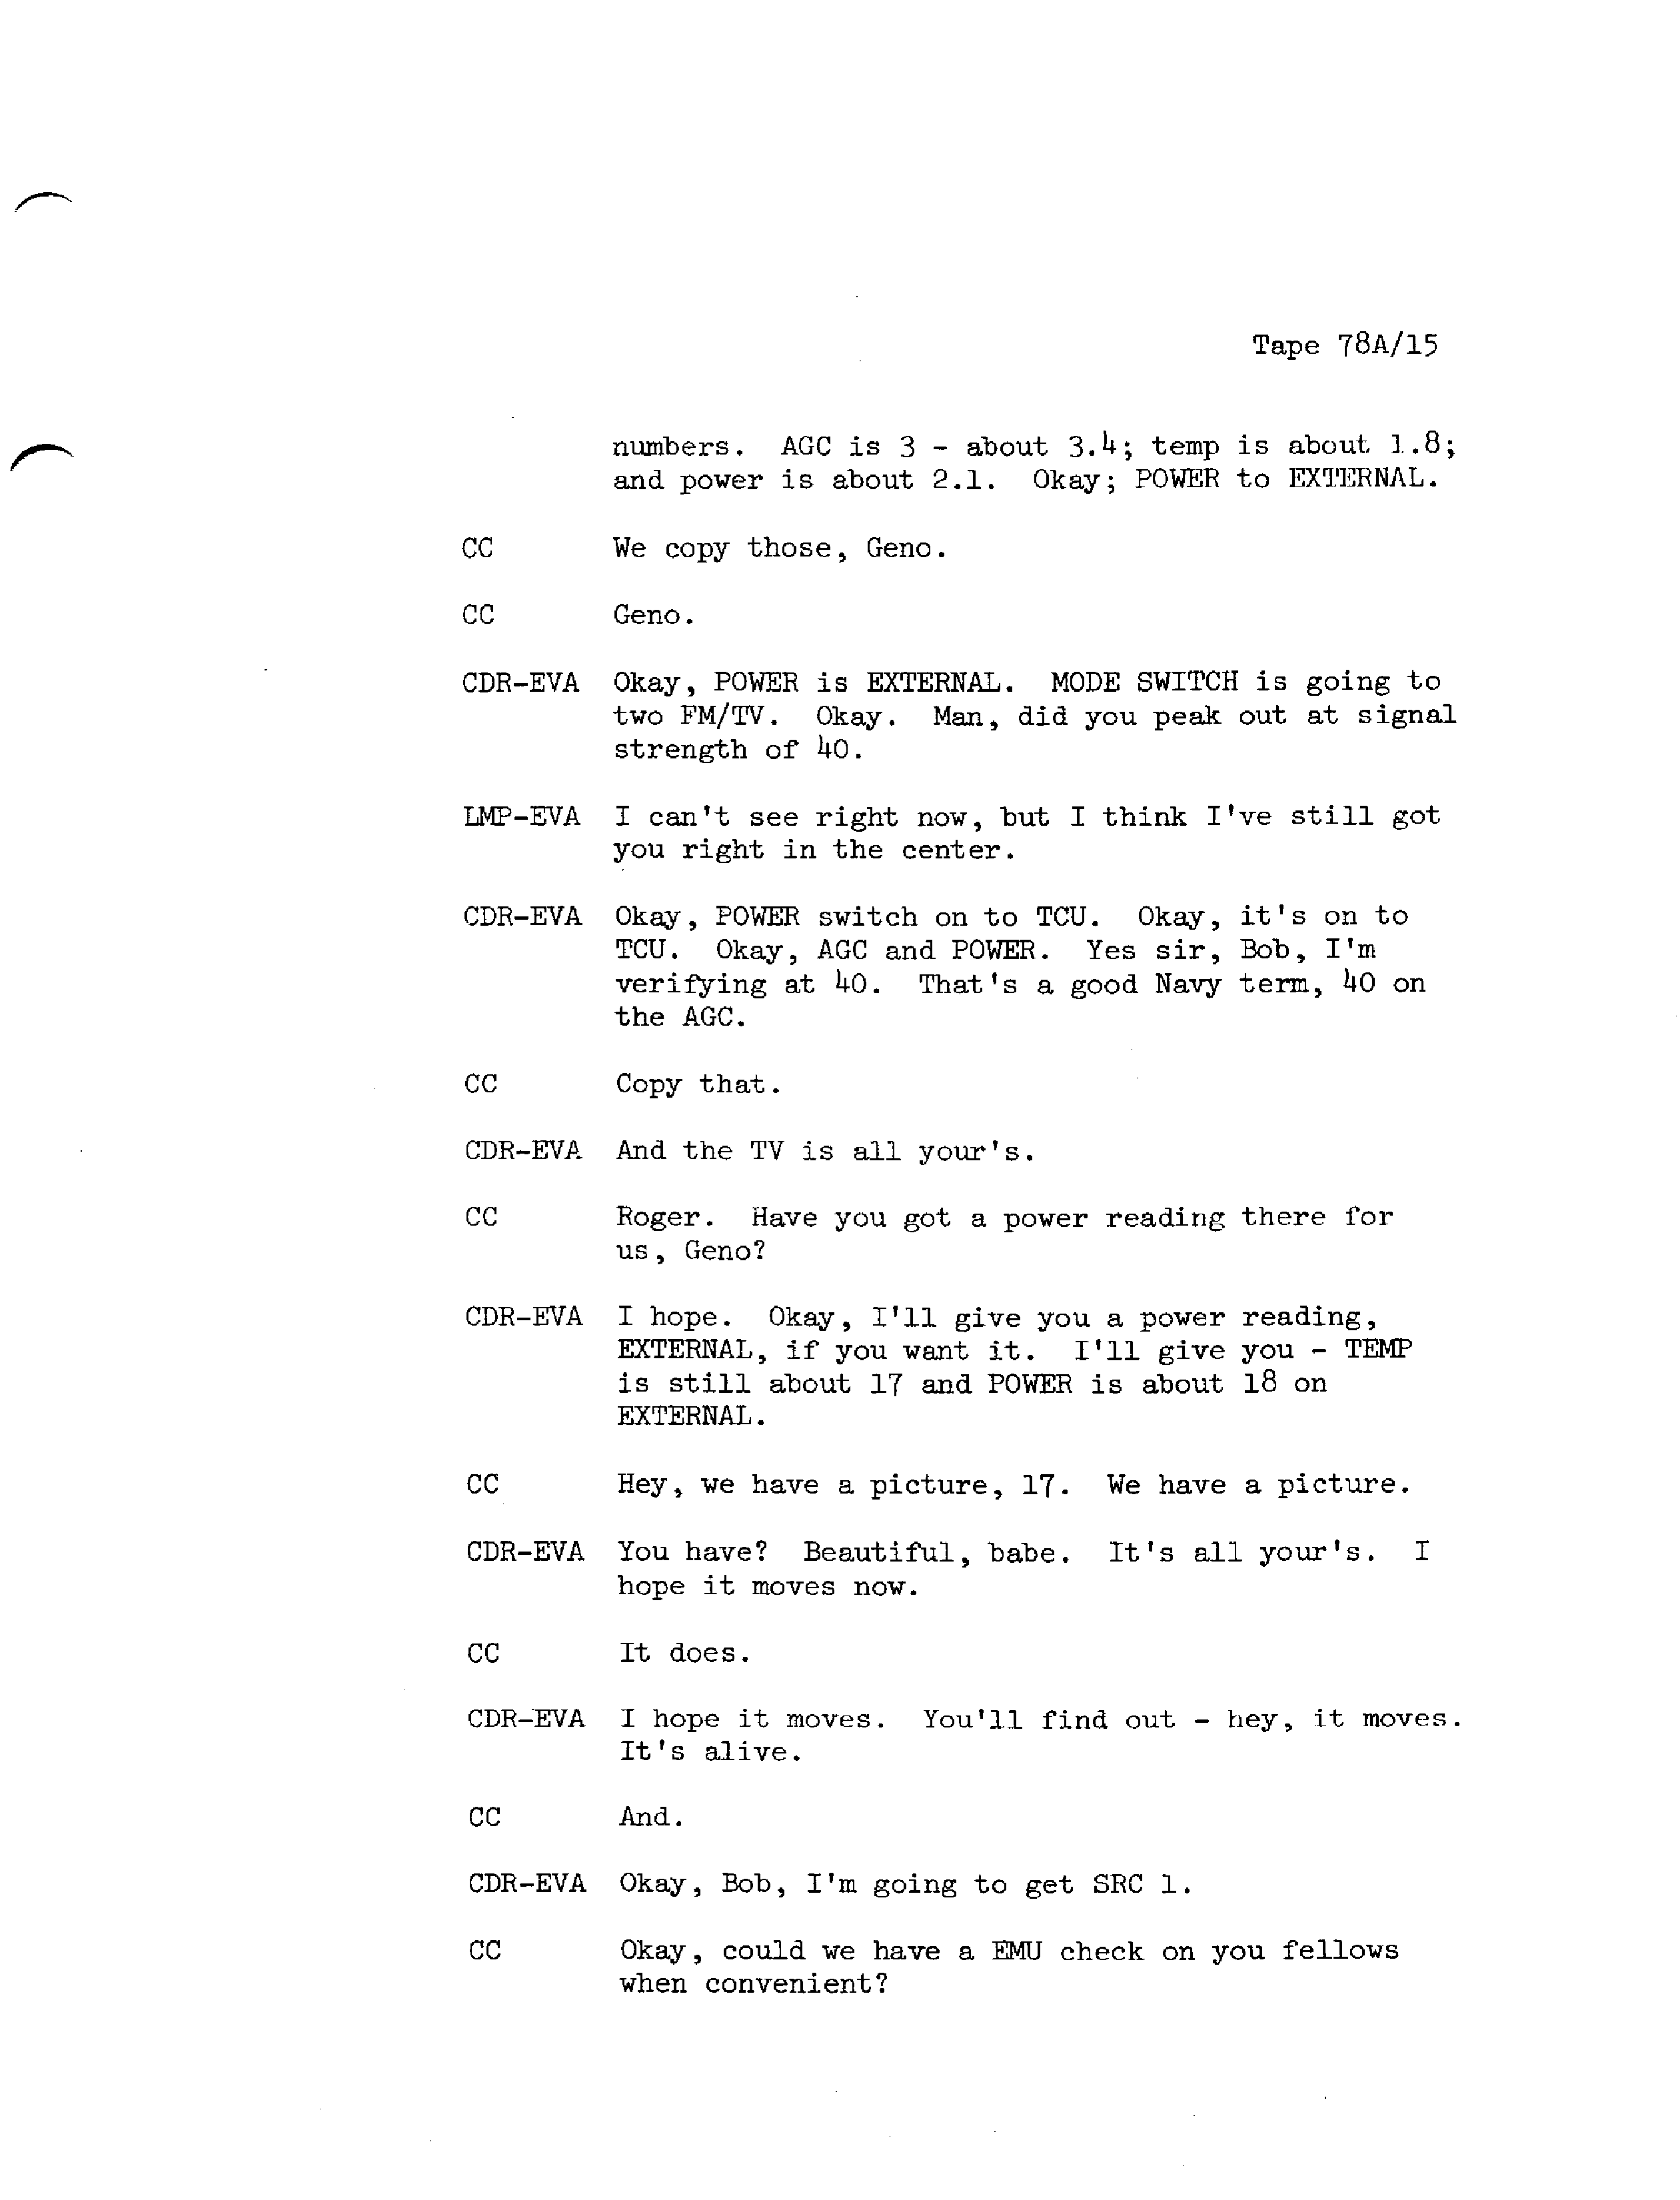 Tape 78A/15
numbers. AGC is 3 - about 3.4; temp is about 1.8;
and power is about 2.1. Okay; POWER to EXTERNAL.
CC We copy those, Geno.
CC Geno.
CDR-EVA Okay, POWER is EXTERNAL. MODE SWITCH is going to
two FM/TV. Okay. Man, did you peak out at signal
strength of 40.
LMP-EVA I can't see right now, but I think I've still got
you right in the center.
CDR-EVA Okay, POWER switch on to TCU. Okay, it's on to
TCU. Okay, AGC and POWER. Yes sir, Bob, I'm
verifying at 40. That's a good Navy term, 40 on
the AGC.
CC Copy that.
CDR-EVA And the TV is all your's.
CC Roger. Have you got a power reading there for
us, Geno?
CDR-EVA I hope. Okay, I'll give you a power reading,
EXTERNAL, if you want it. I'll give you - TEMP
is still about 17 and POWER is about 18 on
EXTERNAL.
CC Hey, we have a picture, 17. We have a picture.
CDR-EVA You have? Beautiful, babe. It's all your's. I
hope it moves now.
CC It does.
CDR-EVA I hope it moves. You'll find out - hey, it moves.
It's alive.
CC And.
CDR-EVA Okay, Bob, I'm going to get SRC 1.
CC Okay, could we have a EMU check on you fellows
when convenient?